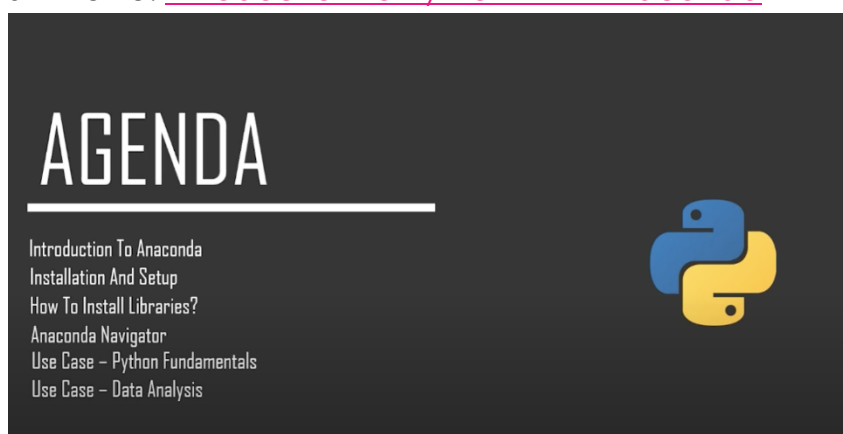 AGENDA
Introduction To Anaconda
Installation And Setup
How To Install Libraries?
Anaconda Navigator
Use Case – Python Fundamentals
Use Case – Data Analysis